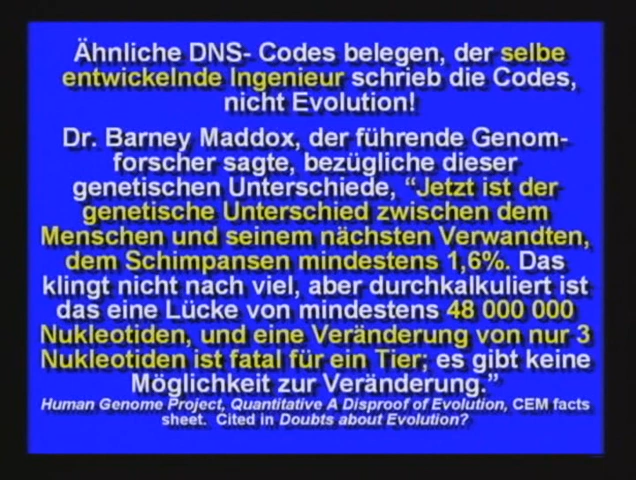 Ähnliche DNS- Codes belegen, der selbe
entwickelnde Ingenieur schrieb die Codes,
nicht Evolution!
Dr. Barney Maddox, der führende Genom-
forscher sagte, bezügliche dieser
genetischen Unterschiede, “Jetzt ist der
genetische Unterschied zwischen dem
Menschen und seinem nächsten Verwandten,
dem Schimpansen mindestens 1,6%. Das
klingt nicht nach viel, aber durchkalkuliert ist
das eine Lücke von mindestens 48 000 000
Nukleotiden, und eine Veränderung von nur 3
Nukleotiden ist fatal für ein Tier; es gibt keine
Möglichkeit zur Veränderung.”
Human Genome Project, Quantitative A Disproof of Evolution, CEM facts
sheet. Cited in Doubts about Evolution?